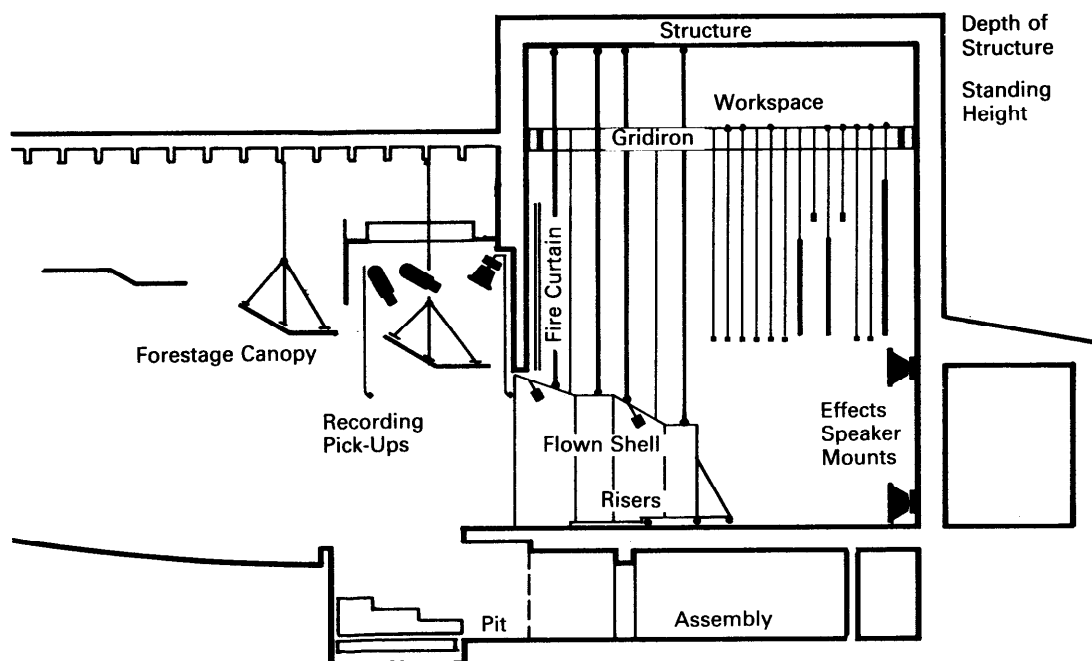 Structure
Depth of
Structure
Standing
Height
Workspace
Gridiron
Fire Curtain
Forestage Canopy
Recording
Pick-Ups
Flown Shell
Effects
Speaker
Mounts
Risers
Pit
Assembly